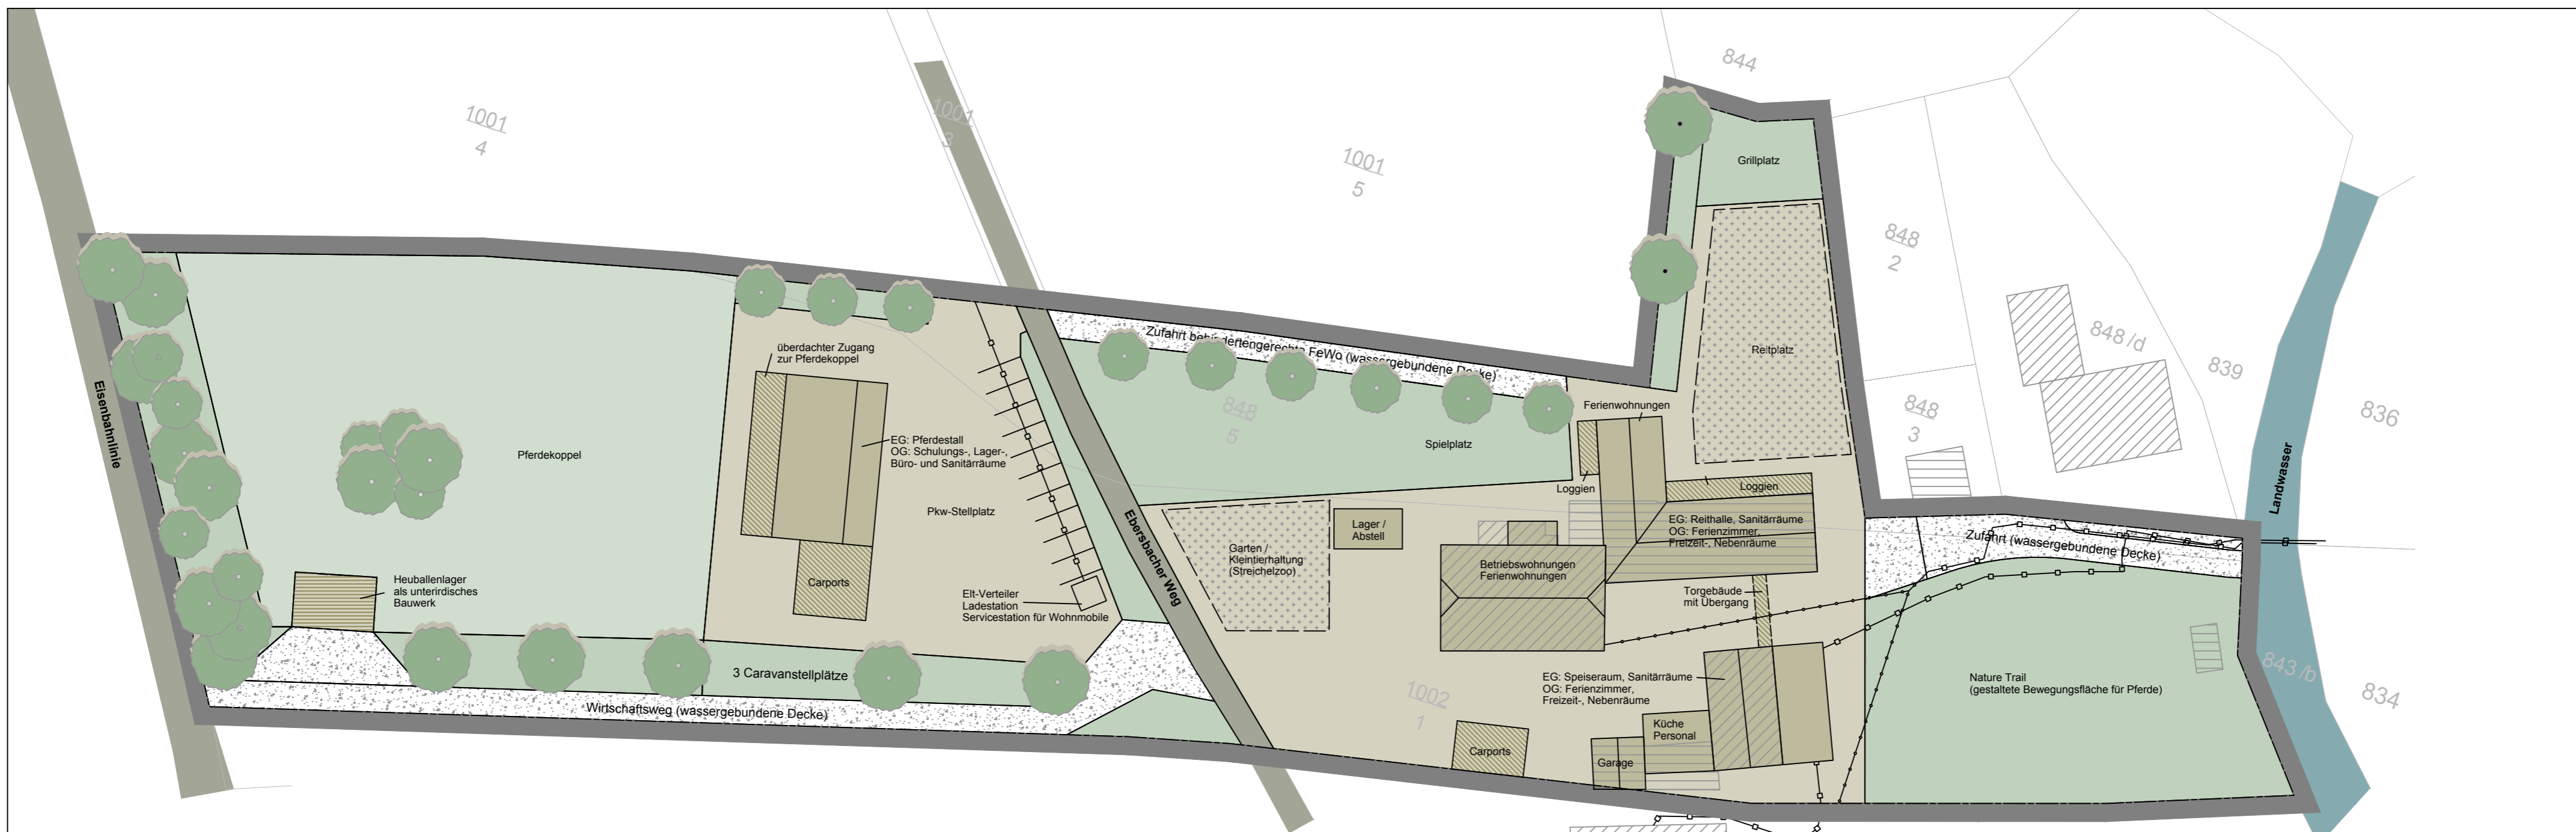 844
1001
4
1001
3
1001
5
Grillplatz
848
2
848 /d
839
836
Zufahrt behindertengerechte FeWo (wassergebundene Decke)
überdachter Zugang
zur Pferdekoppel
Reitplatz
Eisenbahnlinie
848
5
Ferienwohnungen
848
3
Spielplatz
Pferdekoppel
EG: Pferdestall
OG: Schulungs-, Lager-,
Büro- und Sanitärräume
Landwasser
Loggien
Loggien
Pkw-Stellplatz
Ebersbacher Weg
Lager /
Abstell
EG: Reithalle, Sanitärräume
OG: Ferienzimmer,
Freizeit-, Nebenräume
Zufahrt (wassergebundene Decke)
Garten /
Kleintierhaltung
(Streichelzoo)
Betriebswohnungen
Ferienwohnungen
Heuballenlager
als unterirdisches
Bauwerk
Carports
Elt-Verteiler
Ladestation
Servicestation für Wohnmobile
Torgebäude
mit Übergang
3 Caravanstellplätze
EG: Speiseraum, Sanitärräume
OG: Ferienzimmer,
Freizeit-, Nebenräume
Nature Trail
(gestaltete Bewegungsfläche für Pferde)
843 /b
834
1002
1
Wirtschaftsweg (wassergebundene Decke)
Küche
Personal
Carports
Garage